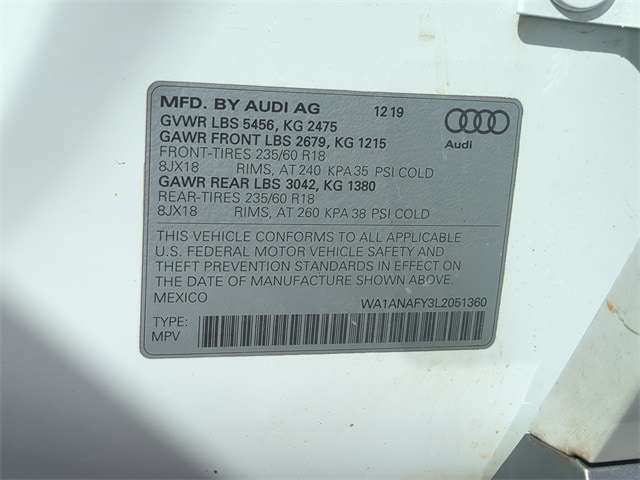 MFD. BY AUDI AG 12 19
GVWR LBS 5456, KG 2475
GAWR FRONT LBS 2679, KG 1215
FRONT-TIRES 235/60 R18
8JX18 RIMS, AT 240 KPA 35 PSI COLD
GAWR REAR LBS 3042, KG 1380
REAR-TIRES 235/60 R18
8JX18 RIMS, AT 260 KPA 38 PSI COLD
Audi
THIS VEHICLE CONFORMS TO ALL APPLICABLE
U.S. FEDERAL MOTOR VEHICLE SAFETY AND
THEFT PREVENTION STANDARDS IN EFFECT ON
THE DATE OF MANUFACTURE SHOWN ABOVE.
MEXICO WA1ANAFY3L2051360
TYPE:
MPV